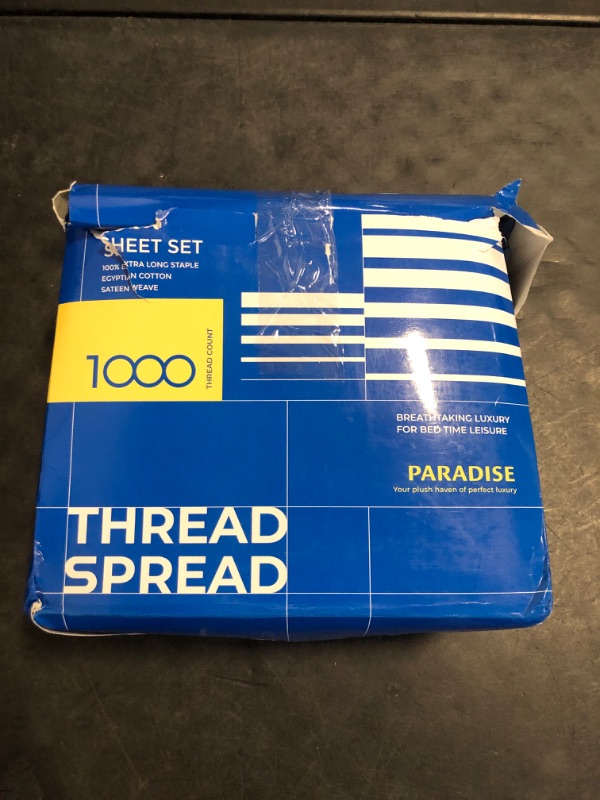 SHEET SET
100% EXTRA LONG STAPLE
EGYPTIAN COTTON
SATEEN WEAVE
1000
THREAD COUNT
BREATHTAKING LUXURY
FOR BED TIME LEISURE
PARADISE
Your plush haven of perfect luxury
THREAD
SPREAD